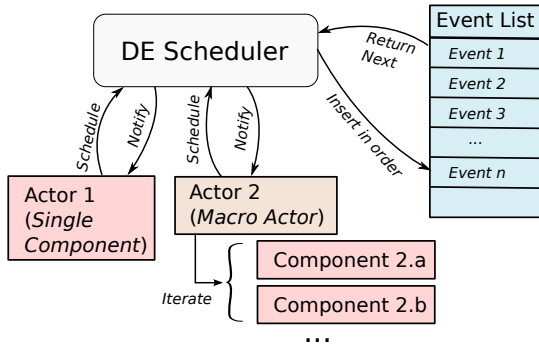 Event List
DE Scheduler
Return
Next
Event 1
Event 2
Event 3
...
Event n
Schedule
Notify
Schedule
Notify
Insert in order
Actor 1
(Single
Component)
Actor 2
(Macro Actor)
Iterate
Component 2.a
Component 2.b
...